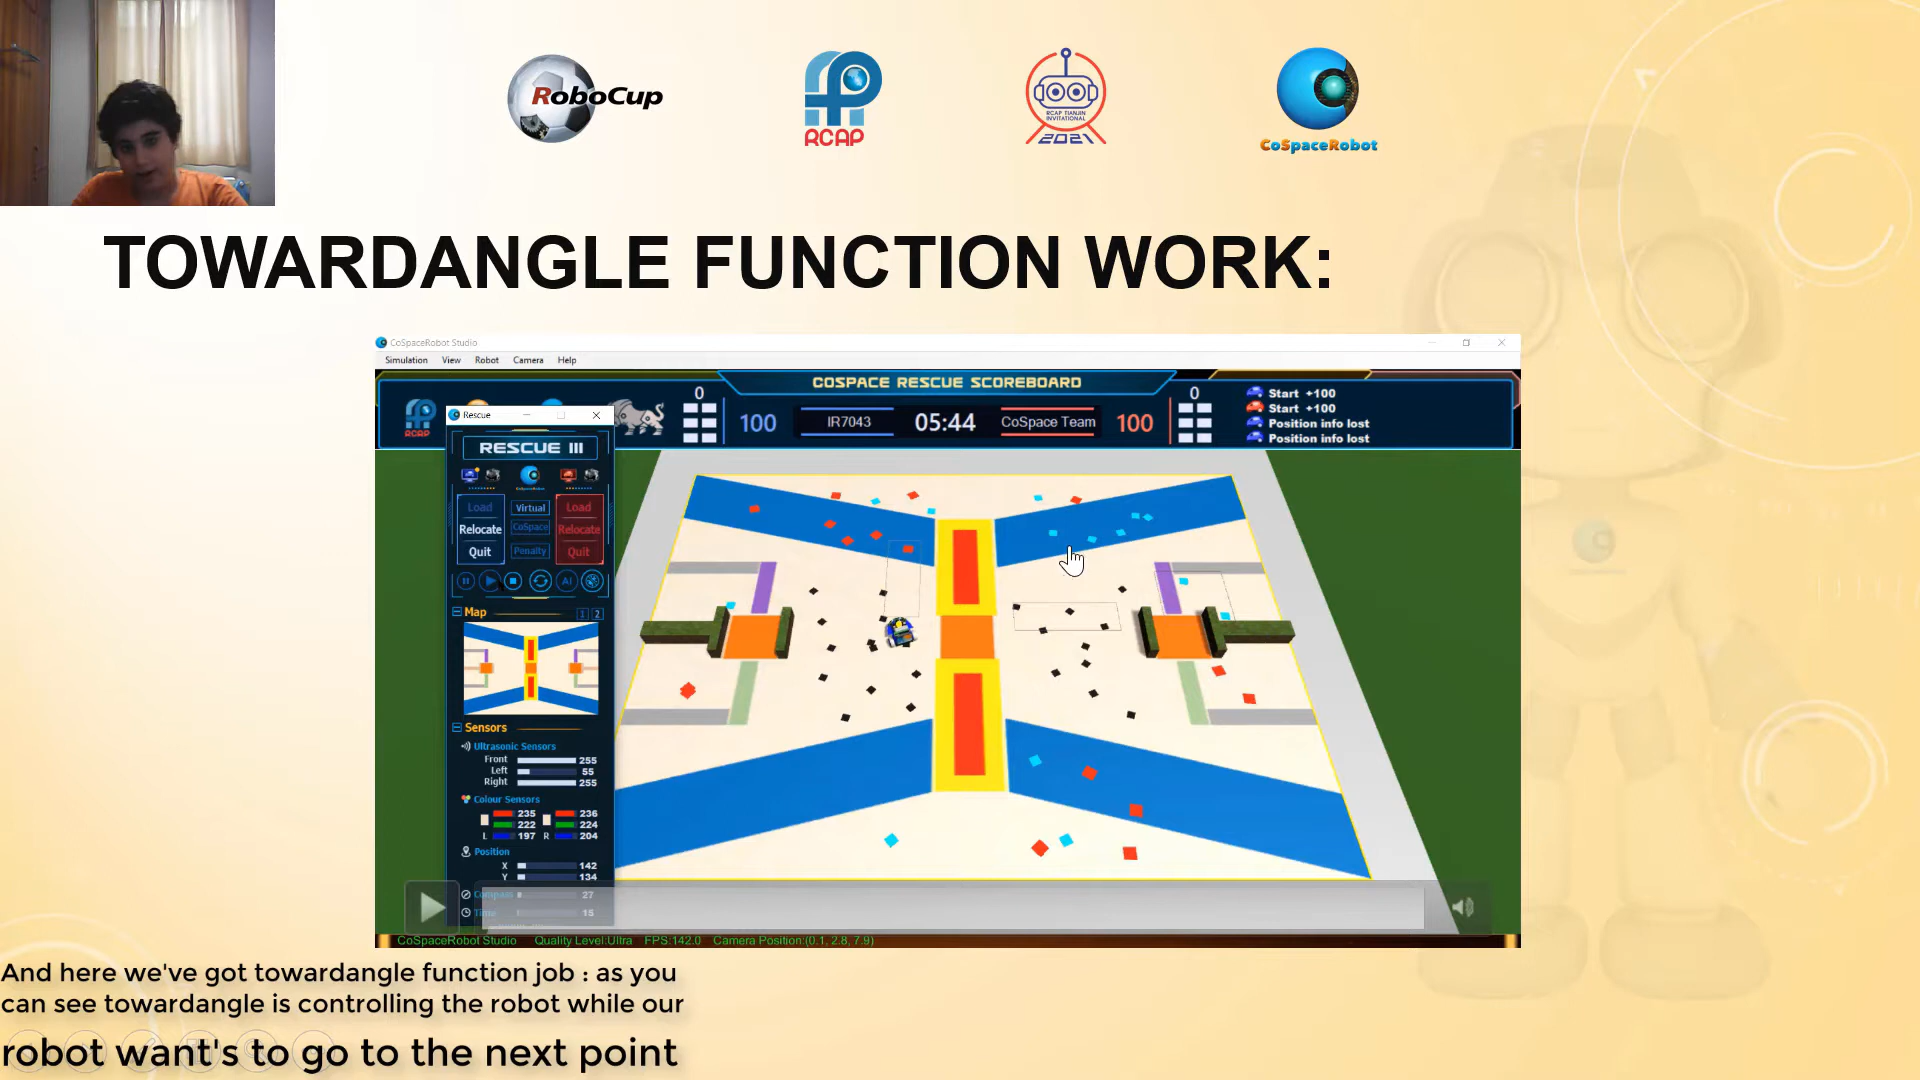 RoboCup
RCAP
RCAP TIANJIN
INVITATIONAL
2021
CoSpaceRobot
TOWARDANGLE FUNCTION WORK:
CoSpaceRobot Studio
Simulation View Robot Camera Help
COSPACE RESCUE SCOREBOARD
RCAP
0
100
IR7043
05:44
CoSpace Team
100
0
Start +100
Start +100
Position info lost
Position info lost
Rescue
RESCUE III
Load Virtual Load
Relocate CoSpace Relocate
Quit Penalty Quit
AI
Map 1 2
Sensors
Ultrasonic Sensors
Front 255
Left 55
Right 255
Colour Sensors
235 236
222 224
L 197 R 204
Position
X 142
Y 134
Compass 27
Time 15
CoSpaceRobot Studio Quality Level:Ultra FPS:142.0 Camera Position:(0.1, 2.8, 7.9)
And here we've got towardangle function job : as you
can see towardangle is controlling the robot while our
robot want's to go to the next point